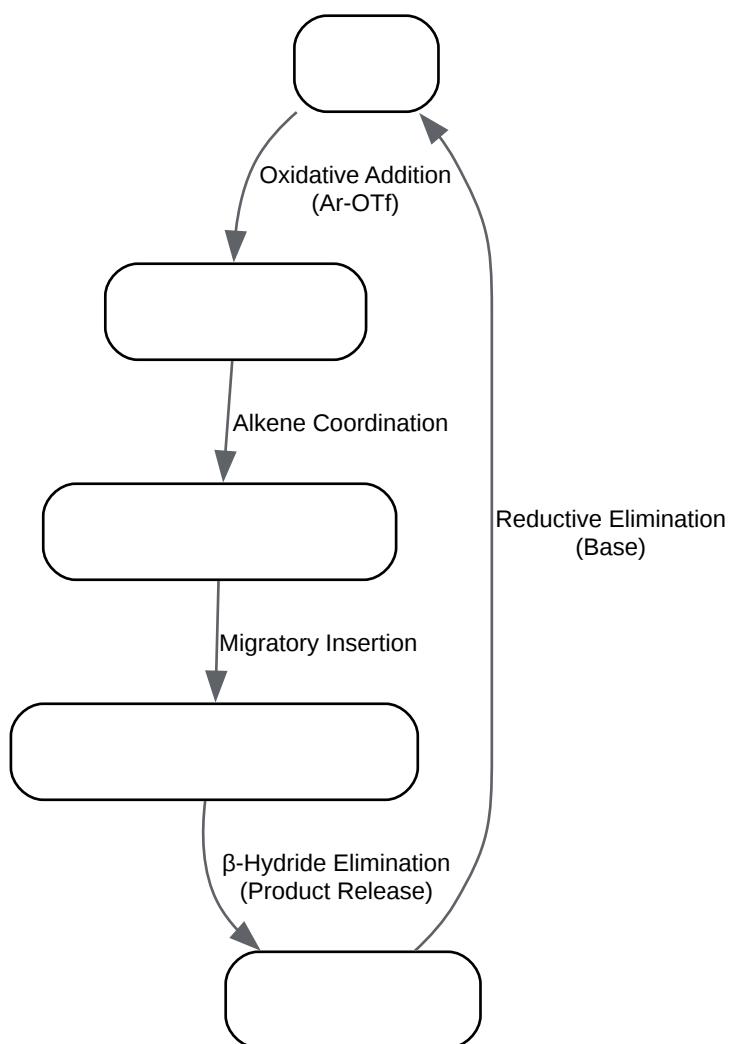 Oxidative Addition
(Ar-OTf)
Alkene Coordination
Reductive Elimination
(Base)
Migratory Insertion
β-Hydride Elimination
(Product Release)